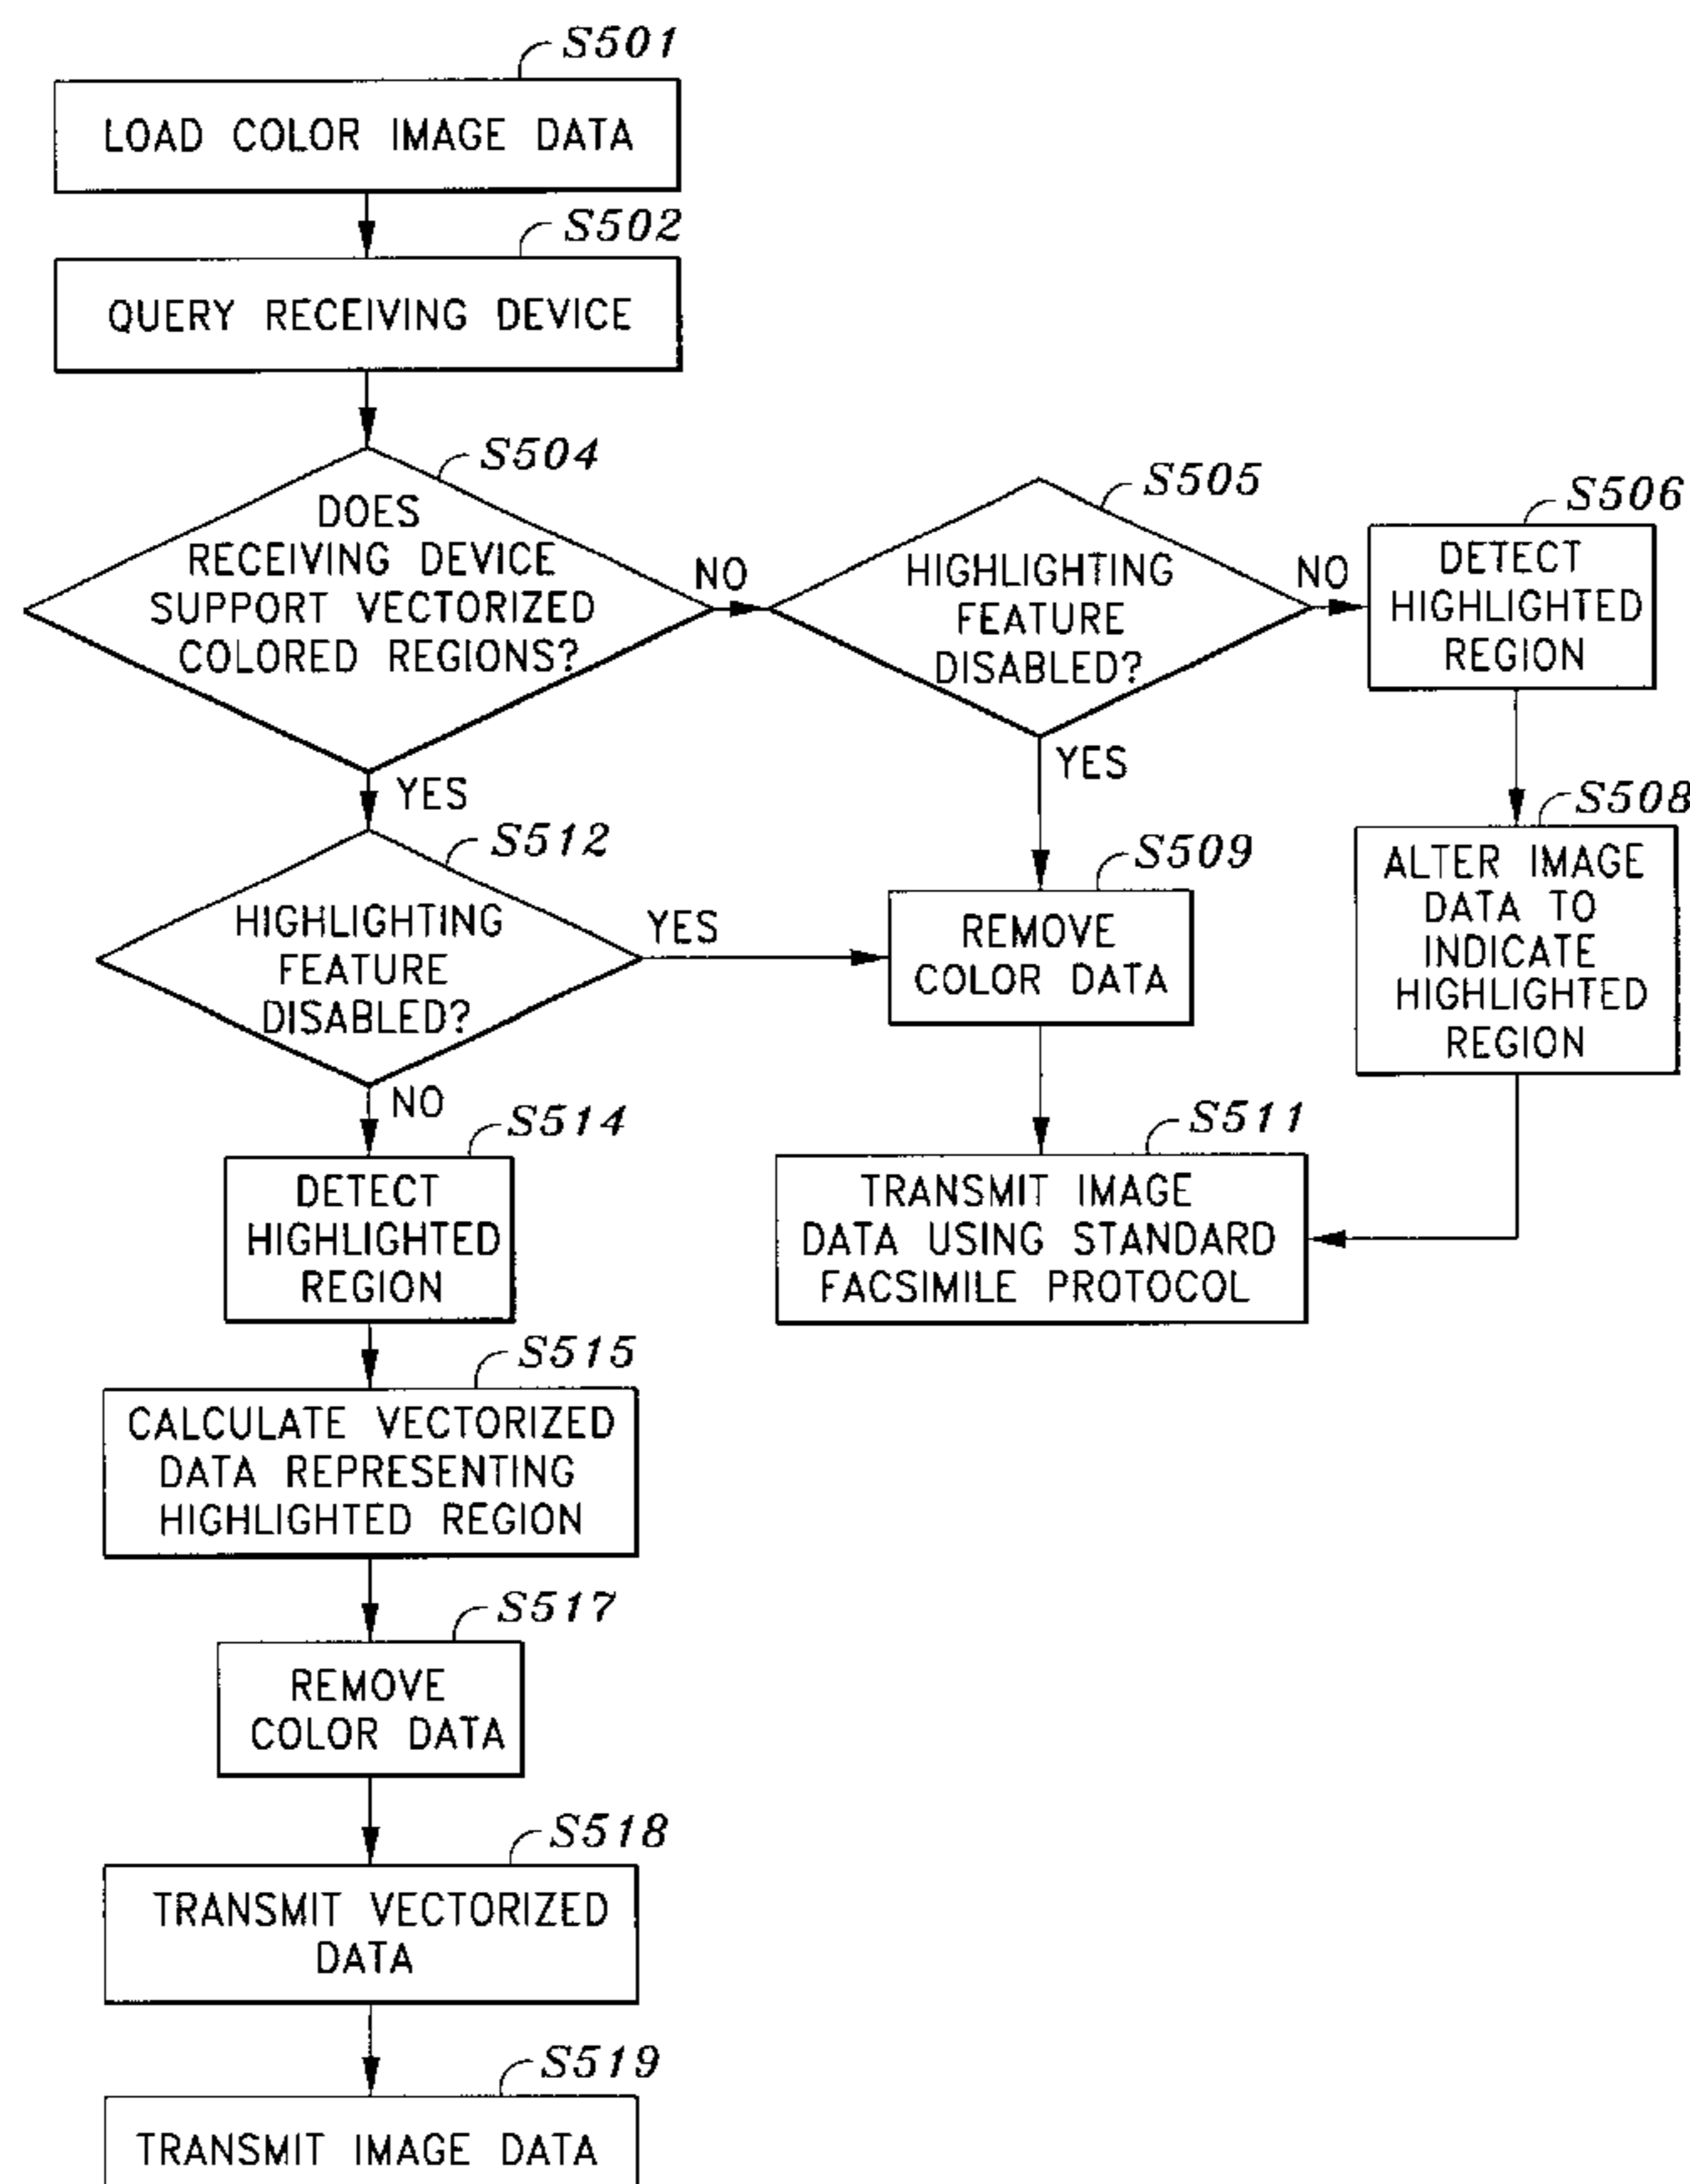 S501
LOAD COLOR IMAGE DATA
S502
QUERY RECEIVING DEVICE
S504
DOES
RECEIVING DEVICE
SUPPORT VECTORIZED
COLORED REGIONS?
NO
YES
S505
HIGHLIGHTING
FEATURE
DISABLED?
NO
YES
S506
DETECT
HIGHLIGHTED
REGION
S508
ALTER IMAGE
DATA TO
INDICATE
HIGHLIGHTED
REGION
S512
HIGHLIGHTING
FEATURE
DISABLED?
YES
NO
S509
REMOVE
COLOR DATA
S511
TRANSMIT IMAGE
DATA USING STANDARD
FACSIMILE PROTOCOL
S514
DETECT
HIGHLIGHTED
REGION
S515
CALCULATE VECTORIZED
DATA REPRESENTING
HIGHLIGHTED REGION
S517
REMOVE
COLOR DATA
S518
TRANSMIT VECTORIZED
DATA
S519
TRANSMIT IMAGE DATA